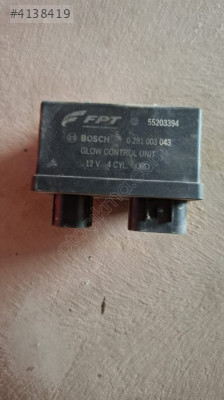 #4138419
FPT
55203394
BOSCH 0 281 003 043
GLOW CONTROL UNIT
12 V 4 CYL